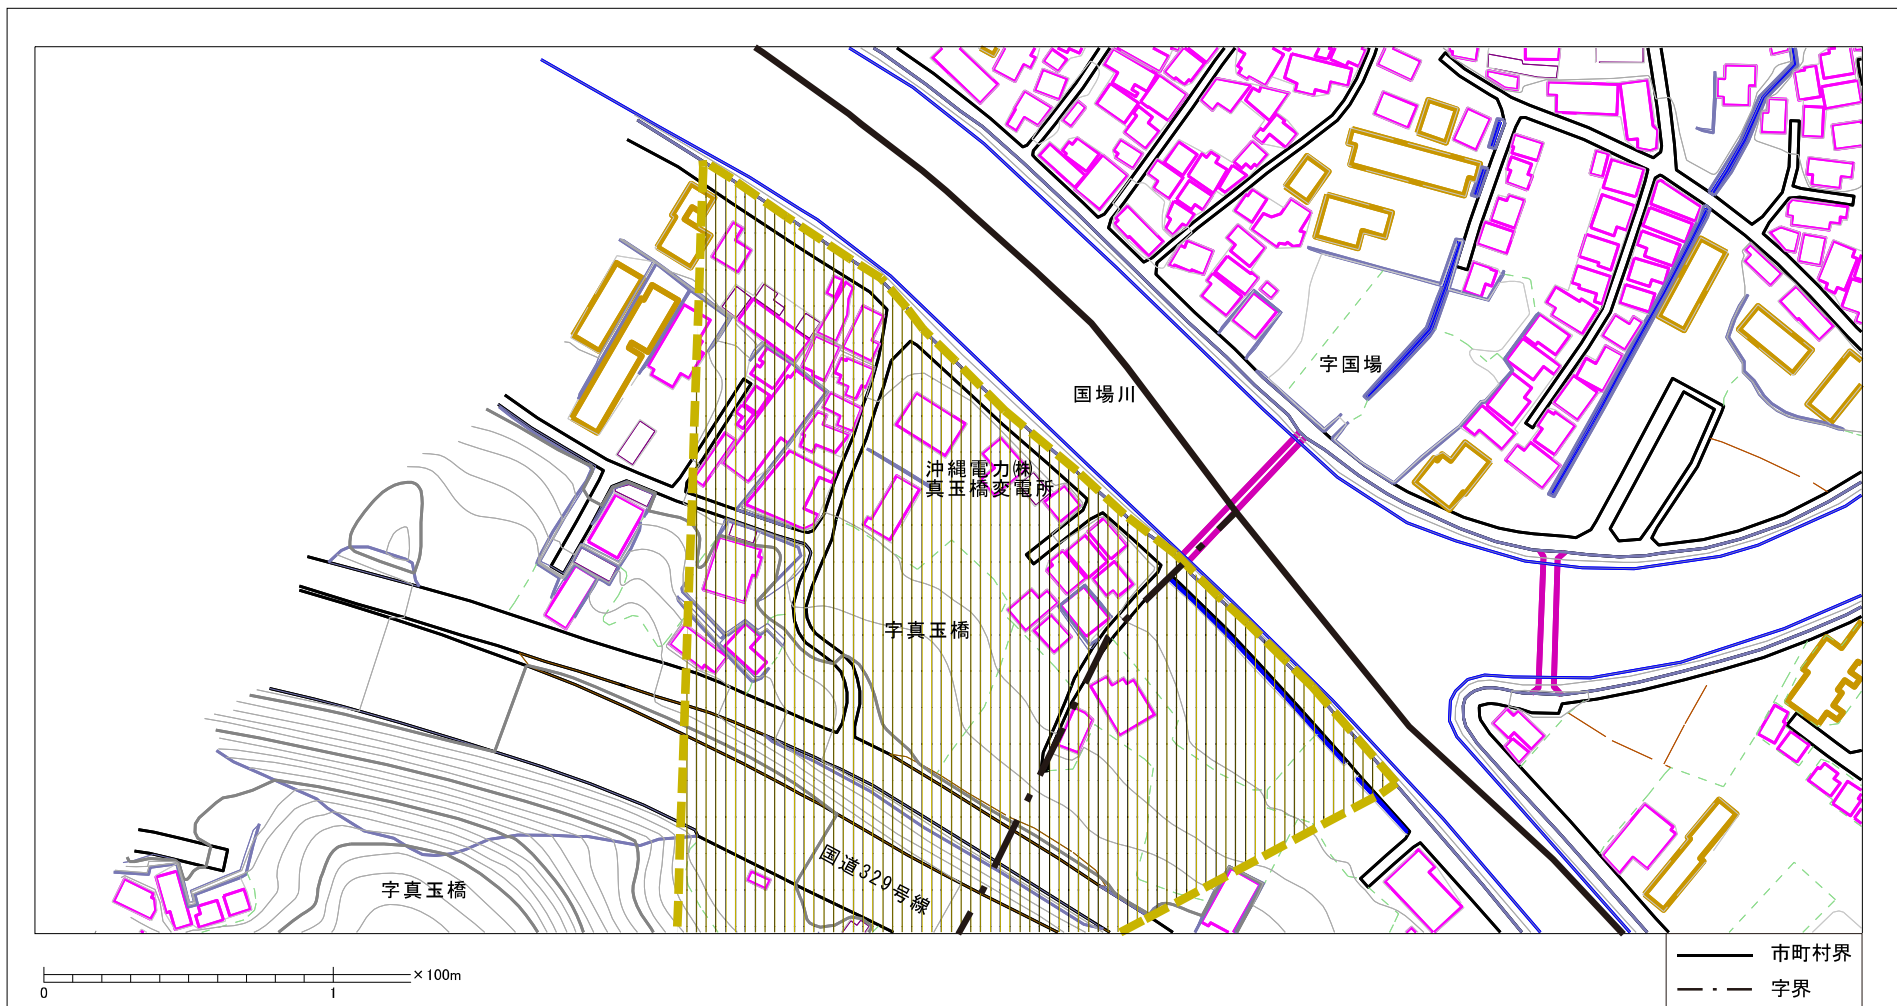 字国場
国場川
沖縄電力㈱
真玉橋変電所
字真玉橋
国道329号線
字真玉橋
×100m
0 1
市町村界
字界